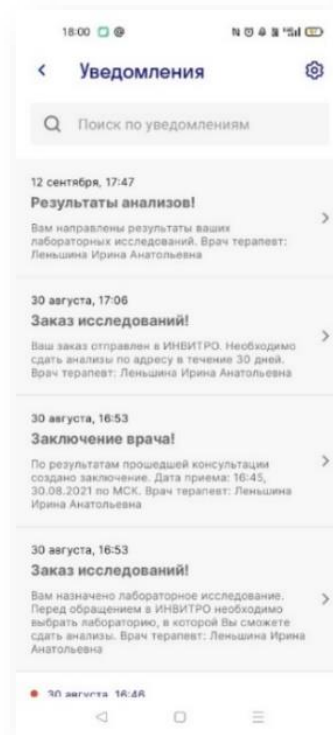 18:00
Уведомления
Поиск по уведомлениям
12 сентября, 17:47
Результаты анализов!
Вам направлены результаты ваших
лабораторных исследований. Врач терапевт:
Леньшина Ирина Анатольевна
30 августа, 17:06
Заказ исследований!
Ваш заказ отправлен в ИНВИТРО. Необходимо
сдать анализы по адресу в течение 30 дней.
Врач терапевт: Леньшина Ирина Анатольевна
30 августа, 16:53
Заключение врача!
По результатам прошедшей консультации
создано заключение. Дата приема: 16:45,
30.08.2021 по МСК. Врач терапевт: Леньшина
Ирина Анатольевна
30 августа, 16:53
Заказ исследований!
Вам назначено лабораторное исследование.
Перед обращением в ИНВИТРО необходимо
выбрать лабораторию, в которой Вы сможете
сдать анализы. Врач терапевт: Леньшина Ирина
Анатольевна
30 августа, 16:46